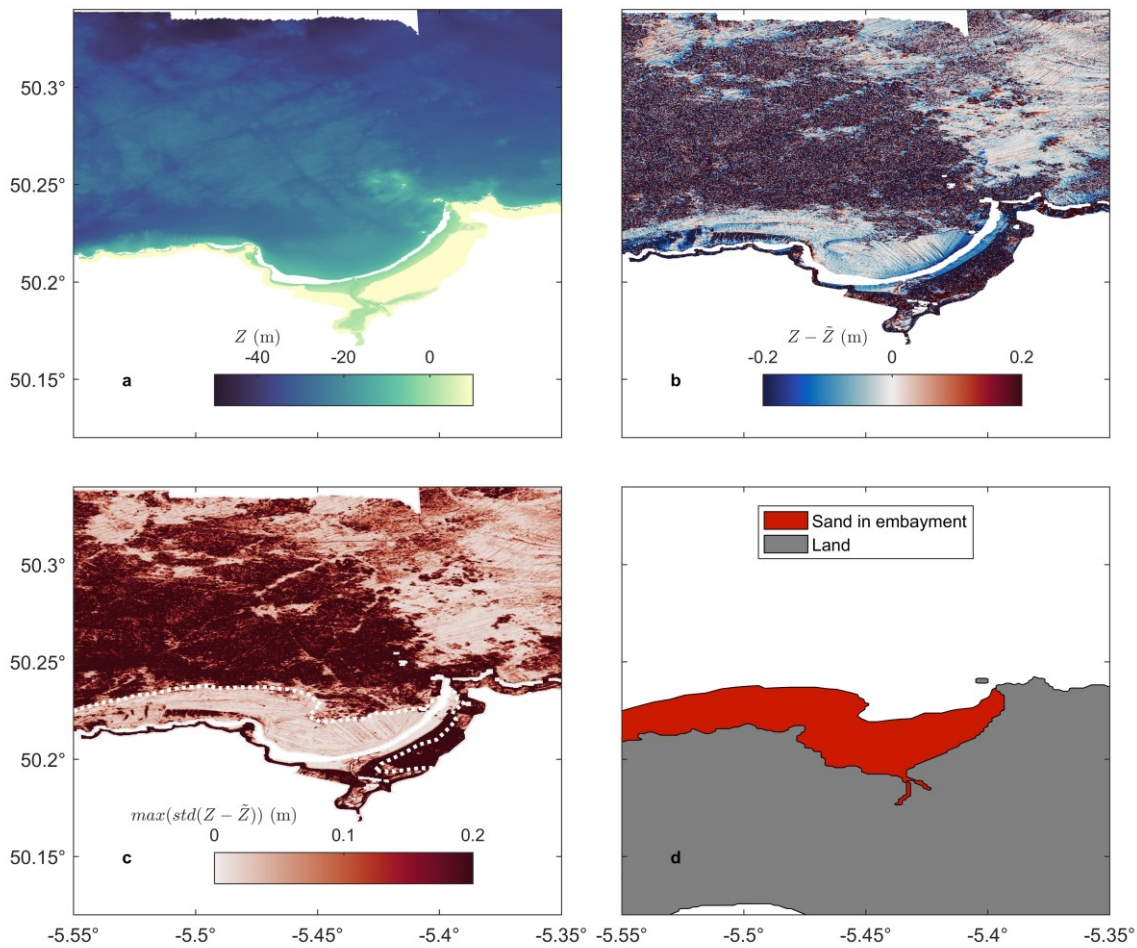 50.3°
50.25°
50.2°
50.15°
Z (m)
-40 -20 0
a
Z − Z̃ (m)
-0.2 0 0.2
b
50.3°
50.25°
50.2°
50.15°
max(std(Z − Z̃)) (m)
0 0.1 0.2
c
-5.55° -5.5° -5.45° -5.4° -5.35°
Sand in embayment
Land
d
-5.55° -5.5° -5.45° -5.4° -5.35°